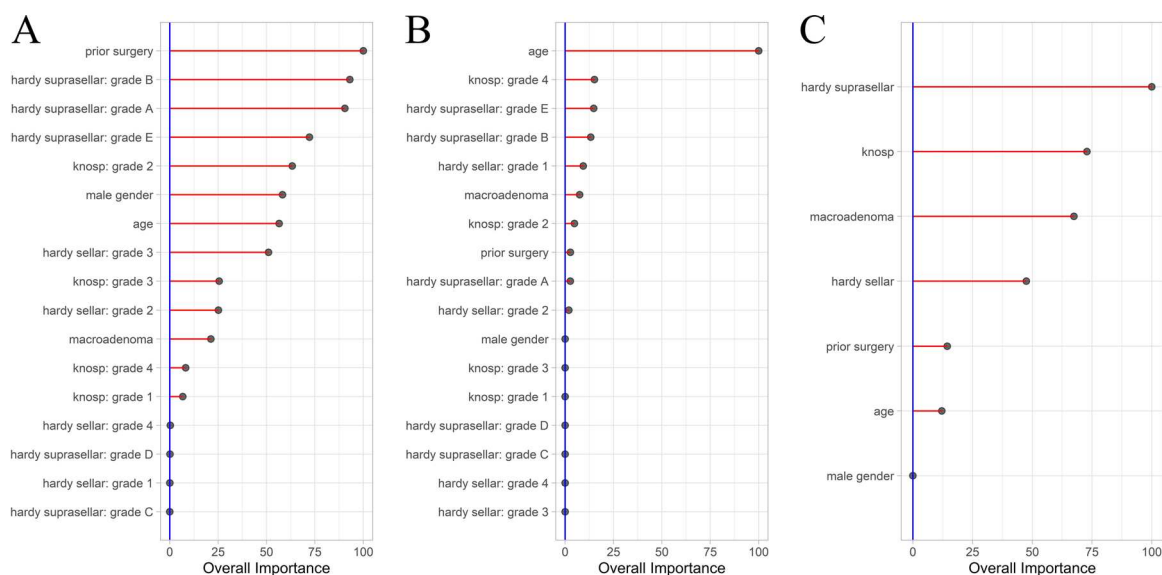 A
prior surgery
hardy suprasellar: grade B
hardy suprasellar: grade A
hardy suprasellar: grade E
knosp: grade 2
male gender
age
hardy sellar: grade 3
knosp: grade 3
hardy sellar: grade 2
macroadenoma
knosp: grade 4
knosp: grade 1
hardy sellar: grade 4
hardy suprasellar: grade D
hardy sellar: grade 1
hardy suprasellar: grade C
0 25 50 75 100
Overall Importance
B
age
knosp: grade 4
hardy suprasellar: grade E
hardy suprasellar: grade B
hardy sellar: grade 1
macroadenoma
knosp: grade 2
prior surgery
hardy suprasellar: grade A
hardy sellar: grade 2
male gender
knosp: grade 3
knosp: grade 1
hardy suprasellar: grade D
hardy suprasellar: grade C
hardy sellar: grade 4
hardy sellar: grade 3
0 25 50 75 100
Overall Importance
C
hardy suprasellar
knosp
macroadenoma
hardy sellar
prior surgery
age
male gender
0 25 50 75 100
Overall Importance